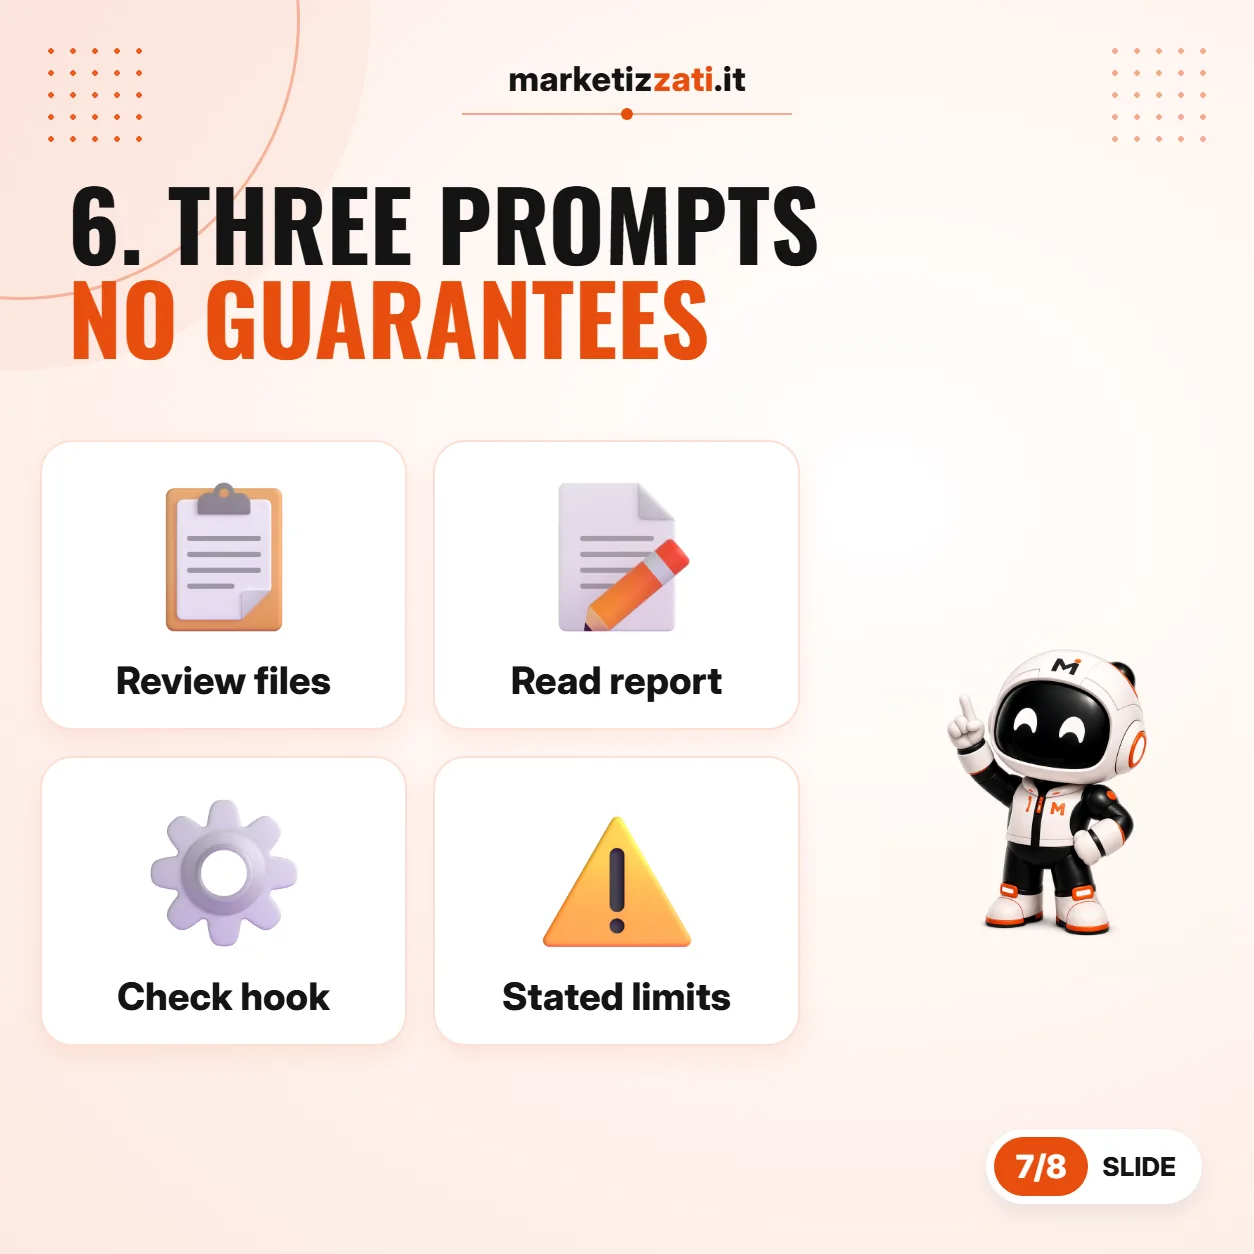 marketizzati.it
6. THREE PROMPTS
NO GUARANTEES
Review files
Read report
Check hook
Stated limits
M
M
7/8 SLIDE